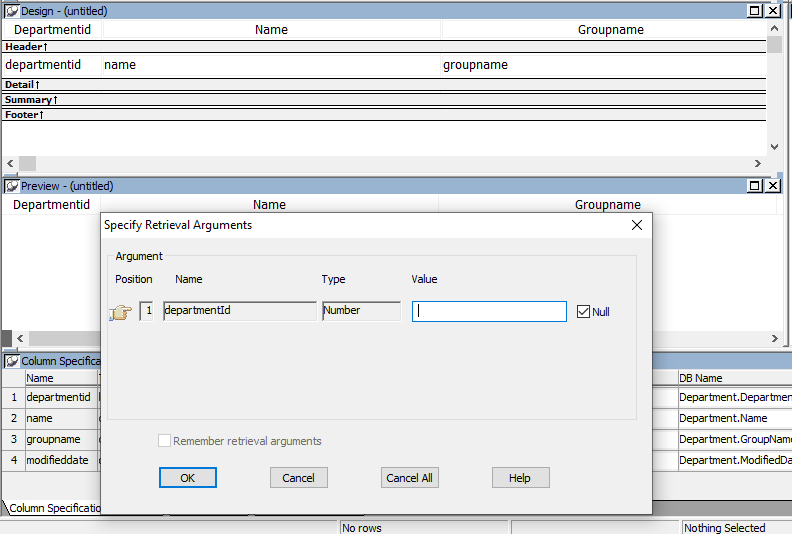 Design - (untitled)
Departmentid Name Groupname
Header↑
departmentid name groupname
Detail↑
Summary↑
Footer↑
Preview - (untitled)
Departmentid Name Groupname
Specify Retrieval Arguments
Argument
Position Name Type Value
1 departmentId Number Null
Remember retrieval arguments
OK Cancel Cancel All Help
Column Specifica
Name DB Name
1 departmentid Department.Departmen
2 name Department.Name
3 groupname Department.GroupName
4 modifieddate Department.ModifiedDa
Column Specificatio
No rows Nothing Selected